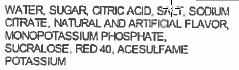 WATER, SUGAR, CITRIC ACID, SALT, SODIUM
CITRATE, NATURAL AND ARTIFICIAL FLAVOR,
MONOPOTASSIUM PHOSPHATE,
SUCRALOSE, RED 40, ACESULFAME
POTASSIUM